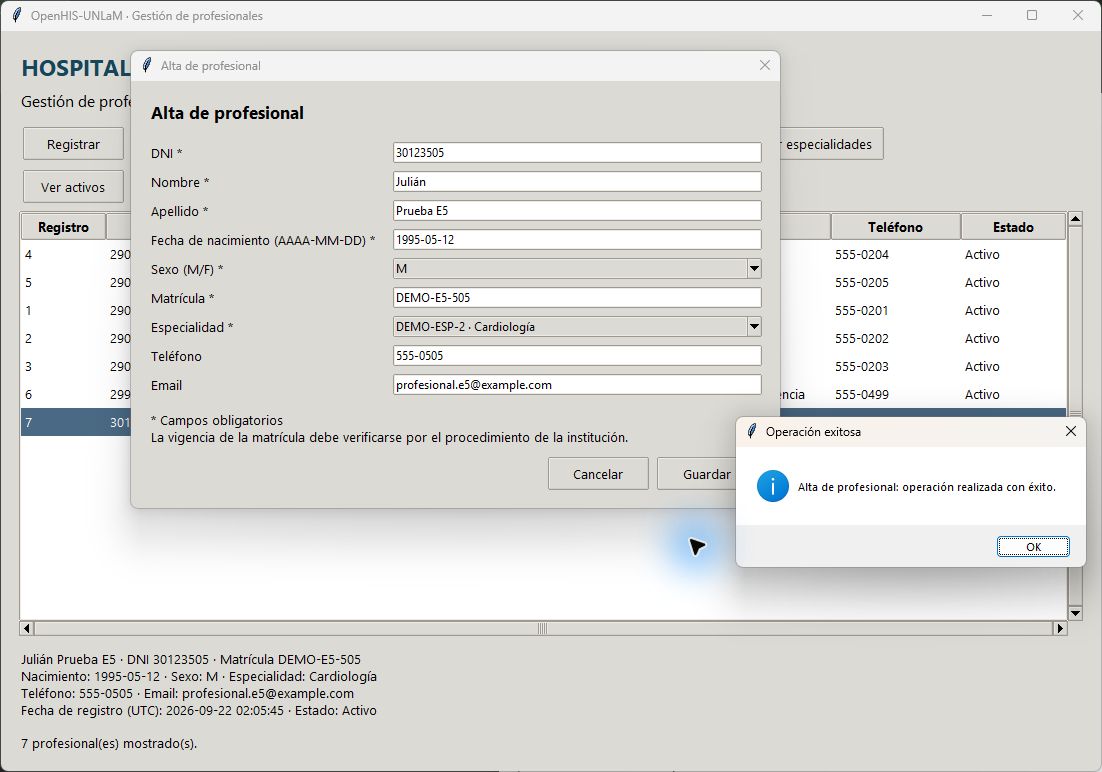 OpenHIS-UNLaM · Gestión de profesionales
HOSPITAL
Gestión de profe
Registrar
r especialidades
Ver activos
Alta de profesional
Alta de profesional
DNI * 30123505
Nombre * Julián
Apellido * Prueba E5
Fecha de nacimiento (AAAA-MM-DD) * 1995-05-12
Sexo (M/F) * M
Matrícula * DEMO-E5-505
Especialidad * DEMO-ESP-2 · Cardiología
Teléfono 555-0505
Email profesional.e5@example.com
* Campos obligatorios
La vigencia de la matrícula debe verificarse por el procedimiento de la institución.
Cancelar Guardar
Registro Teléfono Estado
4 290 555-0204 Activo
5 290 555-0205 Activo
1 290 555-0201 Activo
2 290 555-0202 Activo
3 290 555-0203 Activo
6 299 encia 555-0499 Activo
7 301
Operación exitosa
Alta de profesional: operación realizada con éxito.
OK
Julián Prueba E5 · DNI 30123505 · Matrícula DEMO-E5-505
Nacimiento: 1995-05-12 · Sexo: M · Especialidad: Cardiología
Teléfono: 555-0505 · Email: profesional.e5@example.com
Fecha de registro (UTC): 2026-09-22 02:05:45 · Estado: Activo
7 profesional(es) mostrado(s).